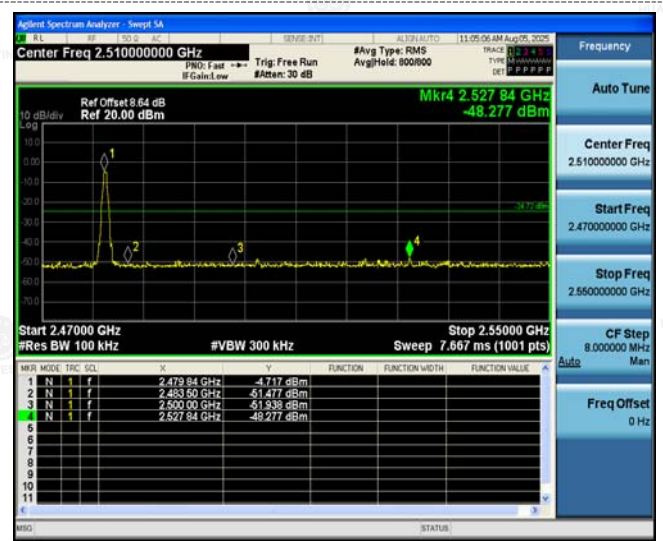 Agilent Spectrum Analyzer - Swept SA
RL RF 50 Ω AC SENSE:INT ALIGN AUTO 11:05:06 AM Aug 05, 2025
Center Freq 2.510000000 GHz
PNO: Fast
IFGain:Low
Trig: Free Run
#Atten: 30 dB
#Avg Type: RMS
Avg|Hold: 800/800
TRACE 1 2 3 4 5 6
TYPE M
DET P P P P P P
Frequency
Auto Tune
Center Freq
2.510000000 GHz
Start Freq
2.470000000 GHz
Stop Freq
2.550000000 GHz
CF Step
8.000000 MHz
Auto Man
Freq Offset
0 Hz
Mkr4 2.527 84 GHz
-48.277 dBm
Ref Offset 8.64 dB
10 dB/div Ref 20.00 dBm
Log
10.0
0.00
-10.0
-20.0
-24.72 dBm
-30.0
-40.0
-50.0
-60.0
-70.0
1
2
3
4
Start 2.47000 GHz Stop 2.55000 GHz
#Res BW 100 kHz #VBW 300 kHz Sweep 7.667 ms (1001 pts)
MKR MODE TRC SCL X Y FUNCTION FUNCTION WIDTH FUNCTION VALUE
1 N 1 f 2.479 84 GHz -4.717 dBm
2 N 1 f 2.483 50 GHz -51.477 dBm
3 N 1 f 2.500 00 GHz -51.938 dBm
4 N 1 f 2.527 84 GHz -48.277 dBm
5
6
7
8
9
10
11
MSG STATUS